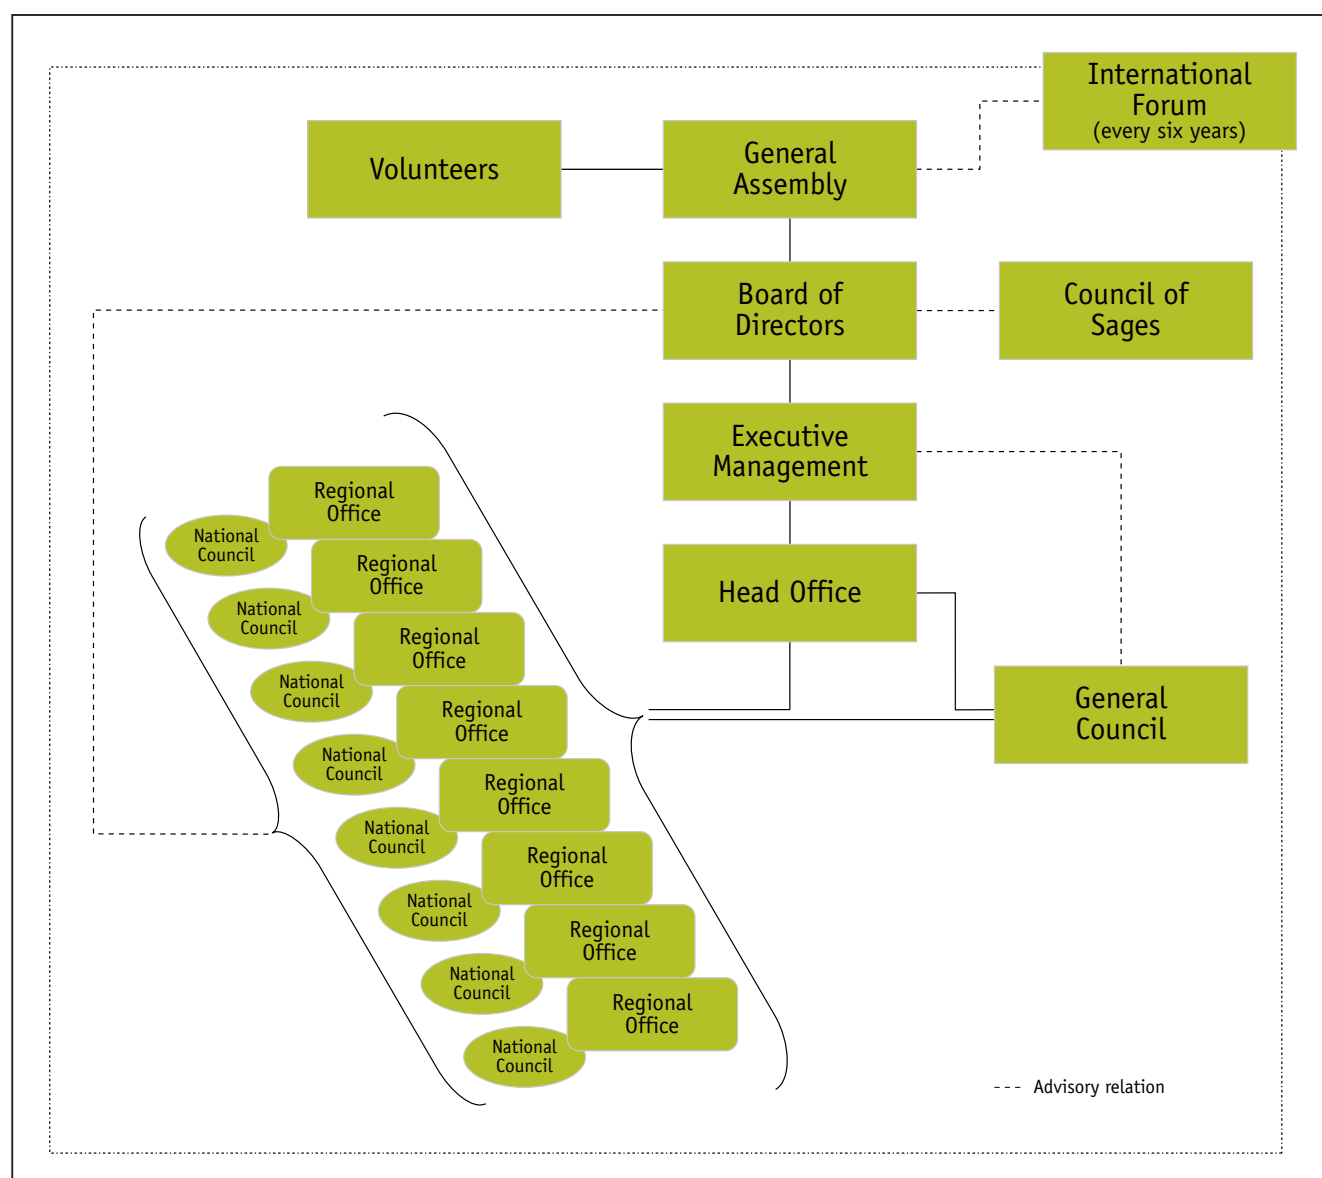 International
Forum
(every six years)
Volunteers
General
Assembly
Board of
Directors
Council of
Sages
Executive
Management
Head Office
General
Council
Regional
Office
National
Council
Regional
Office
National
Council
Regional
Office
National
Council
Regional
Office
National
Council
Regional
Office
National
Council
Regional
Office
National
Council
Regional
Office
National
Council
Regional
Office
National
Council
Advisory relation